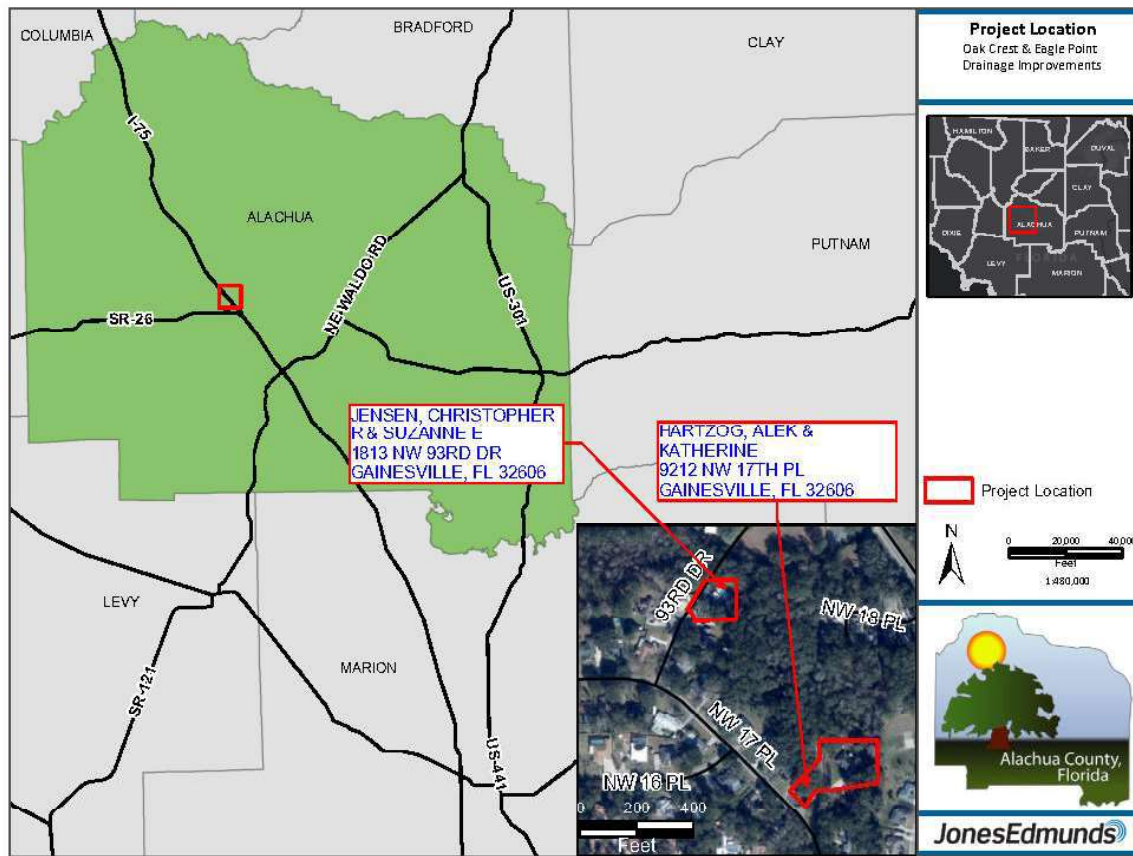 COLUMBIA
BRADFORD
CLAY
I-75
ALACHUA
PUTNAM
NE WALDO RD
US-301
SR-26
JENSEN, CHRISTOPHER
R & SUZANNE E
1813 NW 93RD DR
GAINESVILLE, FL 32606
HARTZOG, ALEK &
KATHERINE
9212 NW 17TH PL
GAINESVILLE, FL 32606
LEVY
MARION
SR-121
US-441
93RD DR
NW 18 PL
NW 17 PL
NW 16 PL
0 200 400
Feet
Project Location
Oak Crest & Eagle Point
Drainage Improvements
HAMILTON
BAKER
DUVAL
CLAY
ALACHUA
DIXIE
PUTNAM
LEVY
FLORIDA
MARION
Project Location
N
0 20,000 40,000
Feet
1:480,000
Alachua County,
Florida
JonesEdmunds